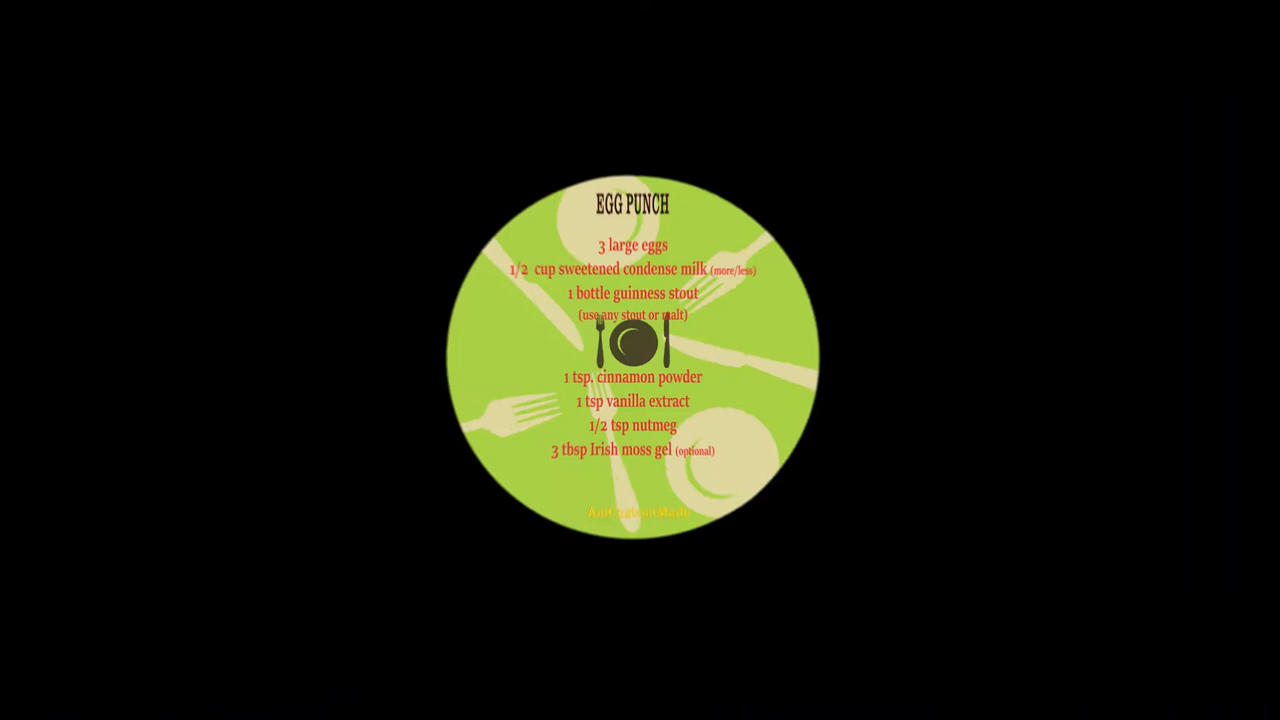 EGG PUNCH
3 large eggs
1/2 cup sweetened condense milk (more/less)
1 bottle guinness stout
(use any stout or malt)
1 tsp. cinnamon powder
1 tsp vanilla extract
1/2 tsp nutmeg
3 tbsp Irish moss gel (optional)